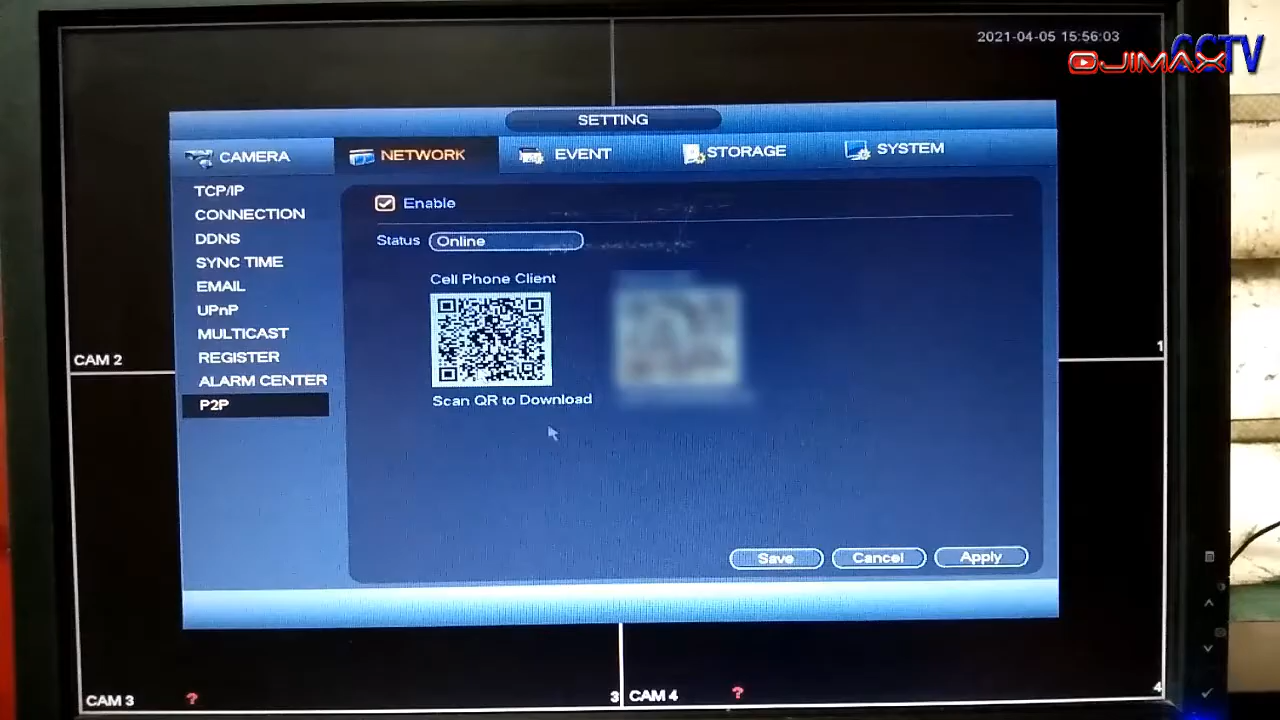 2021-04-05 15:56:03
OJIMAX CCTV
SETTING
CAMERA
NETWORK
EVENT
STORAGE
SYSTEM
TCP/IP
CONNECTION
DDNS
SYNC TIME
EMAIL
UPnP
MULTICAST
REGISTER
ALARM CENTER
P2P
Enable
Status Online
Cell Phone Client
Scan QR to Download
Save
Cancel
Apply
CAM 2
1
CAM 3
?
3
CAM 4
?
4